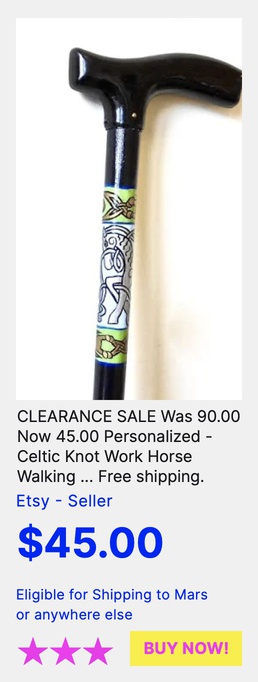 CLEARANCE SALE Was 90.00
Now 45.00 Personalized -
Celtic Knot Work Horse
Walking ... Free shipping.
Etsy - Seller
$45.00
Eligible for Shipping to Mars
or anywhere else
BUY NOW!